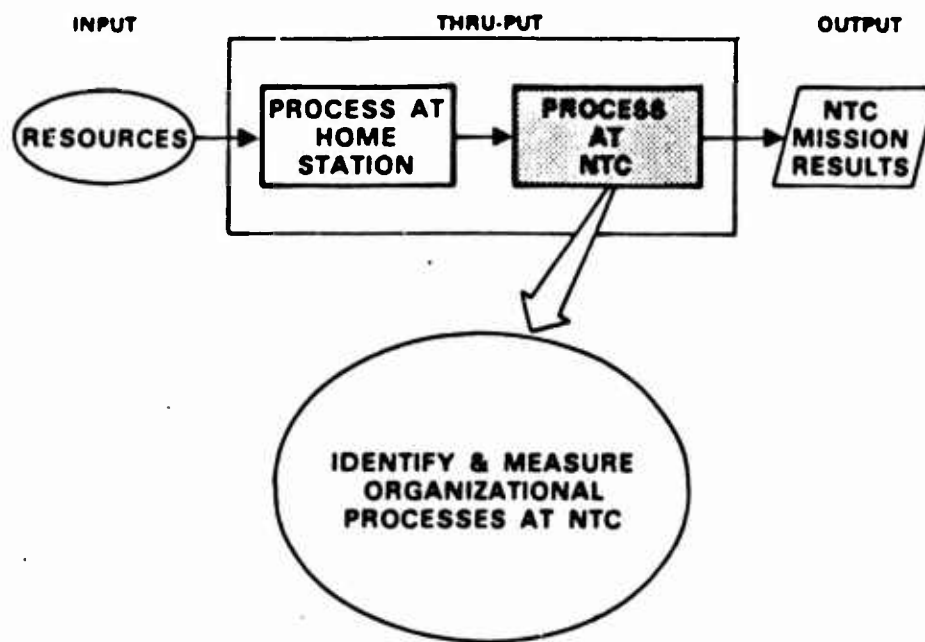 INPUT
THRU-PUT
OUTPUT
RESOURCES
PROCESS AT
HOME
STATION
PROCESS
AT
NTC
NTC
MISSION
RESULTS
IDENTIFY & MEASURE
ORGANIZATIONAL
PROCESSES AT NTC